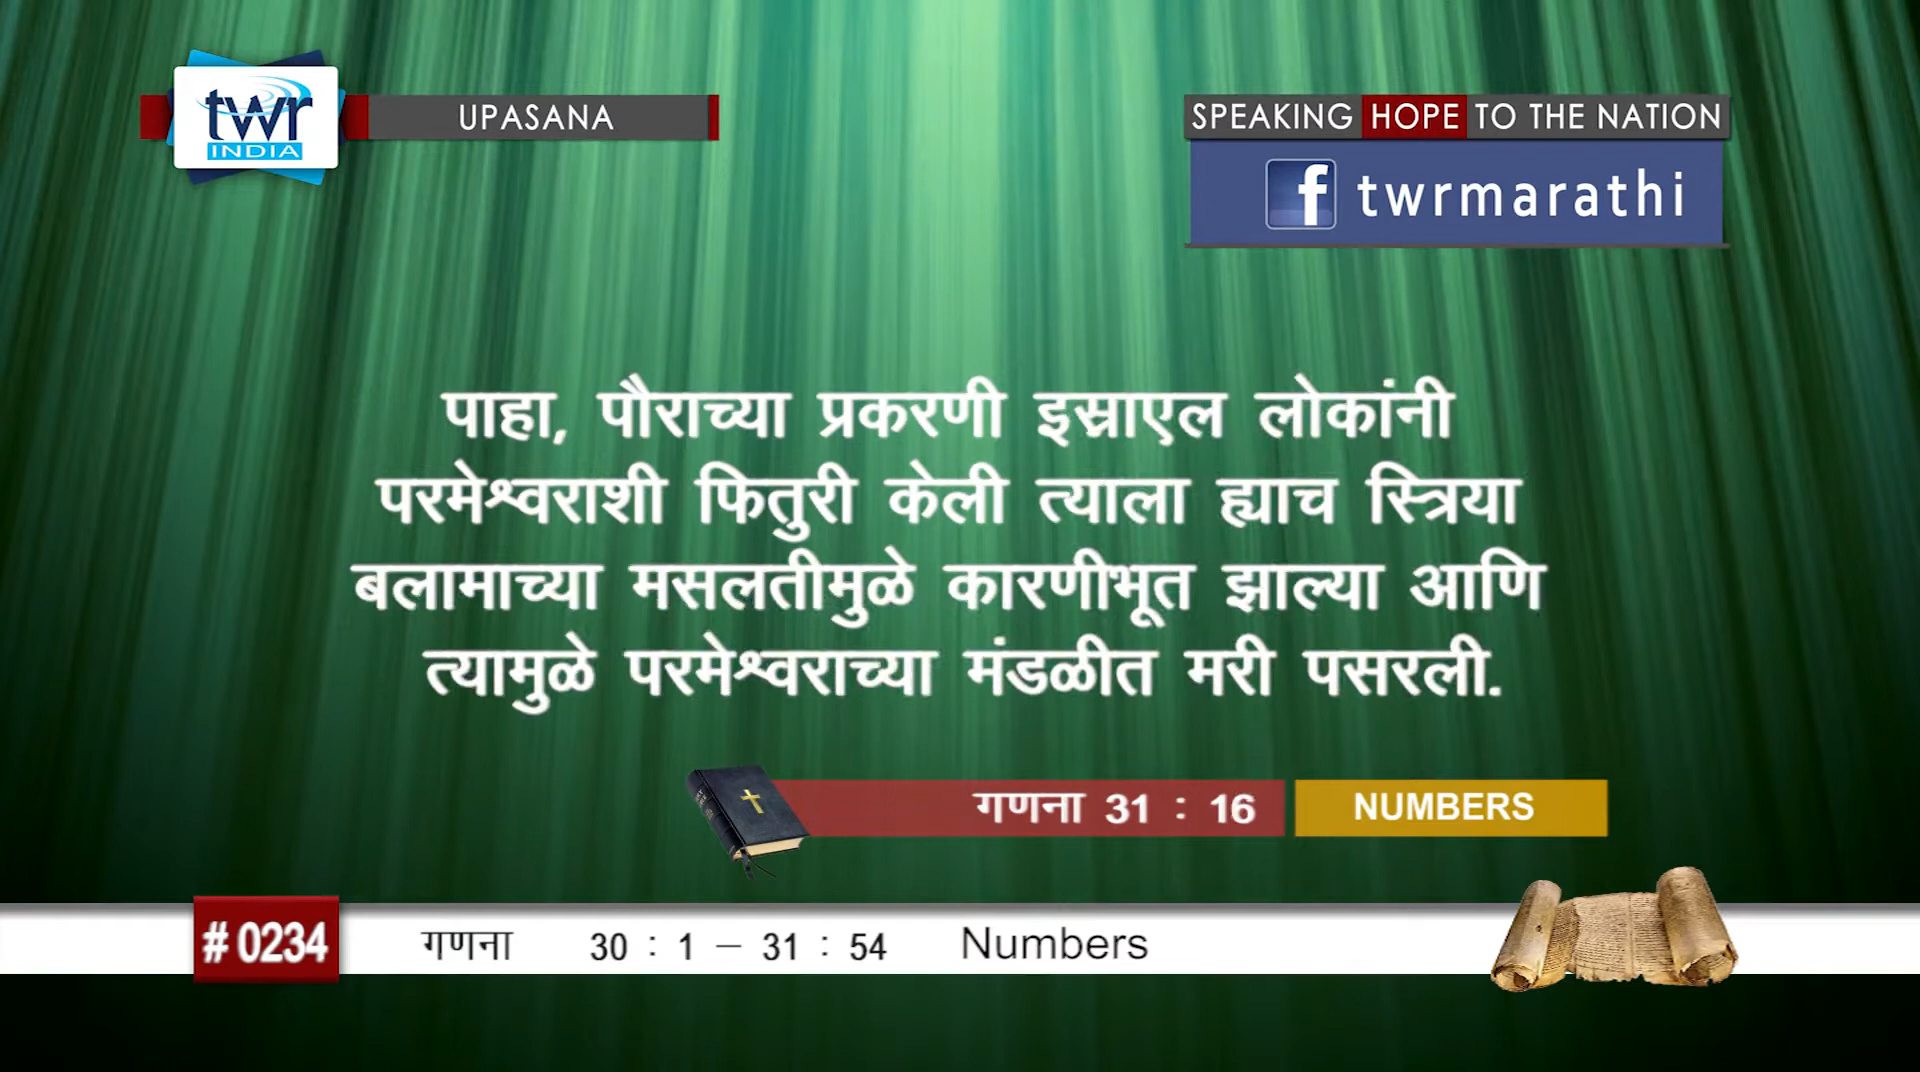 twr
INDIA
UPASANA
SPEAKING HOPE TO THE NATION
f twrmarathi
पाहा, पौराच्या प्रकरणी इस्राएल लोकांनी
परमेश्वराशी फितुरी केली त्याला ह्याच स्त्रिया
बलामाच्या मसलतीमुळे कारणीभूत झाल्या आणि
त्यामुळे परमेश्वराच्या मंडळीत मरी पसरली.
गणना 31 : 16 NUMBERS
# 0234 गणना 30 : 1 – 31 : 54 Numbers